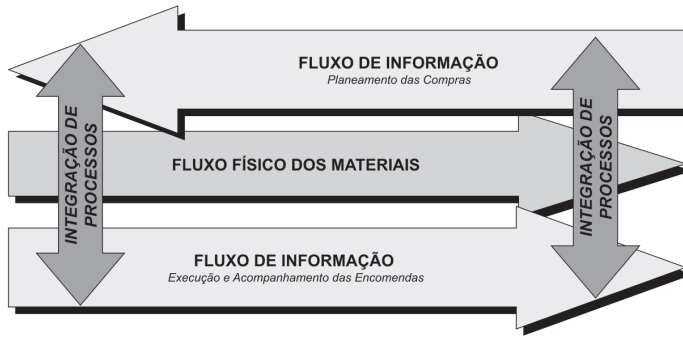 FLUXO DE INFORMAÇÃO
Planeamento das Compras
INTEGRAÇÃO DE
PROCESSOS
FLUXO FÍSICO DOS MATERIAIS
INTEGRAÇÃO DE
PROCESSOS
FLUXO DE INFORMAÇÃO
Execução e Acompanhamento das Encomendas